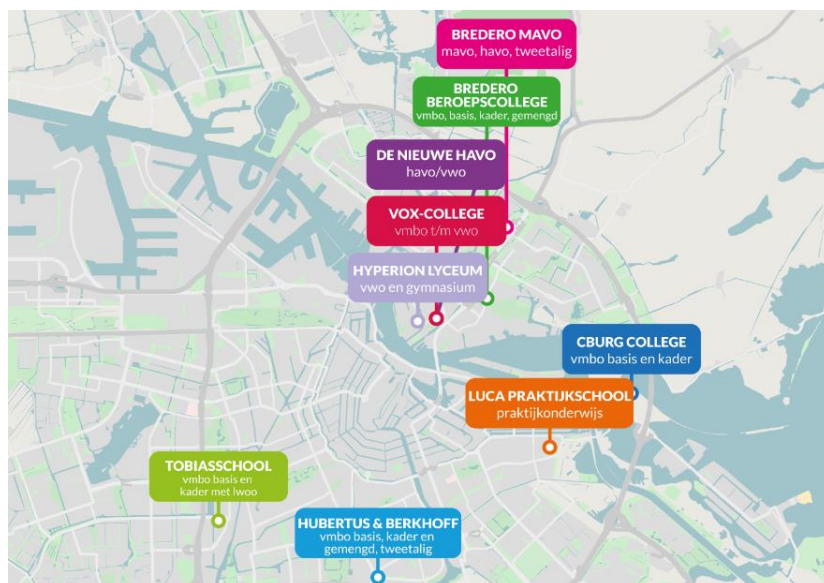 BREDERO MAVO
mavo, havo, tweetalig
BREDERO
BEROEPSCOLLEGE
vmbo, basis, kader, gemengd
DE NIEUWE HAVO
havo/vwo
VOX-COLLEGE
vmbo t/m vwo
HYPERION LYCEUM
vwo en gymnasium
CBURG COLLEGE
vmbo basis en kader
LUCA PRAKTIJKSCHOOL
praktijkonderwijs
TOBIASSCHOOL
vmbo basis en
kader met lwoo
HUBERTUS & BERKHOFF
vmbo basis, kader en
gemengd, tweetalig